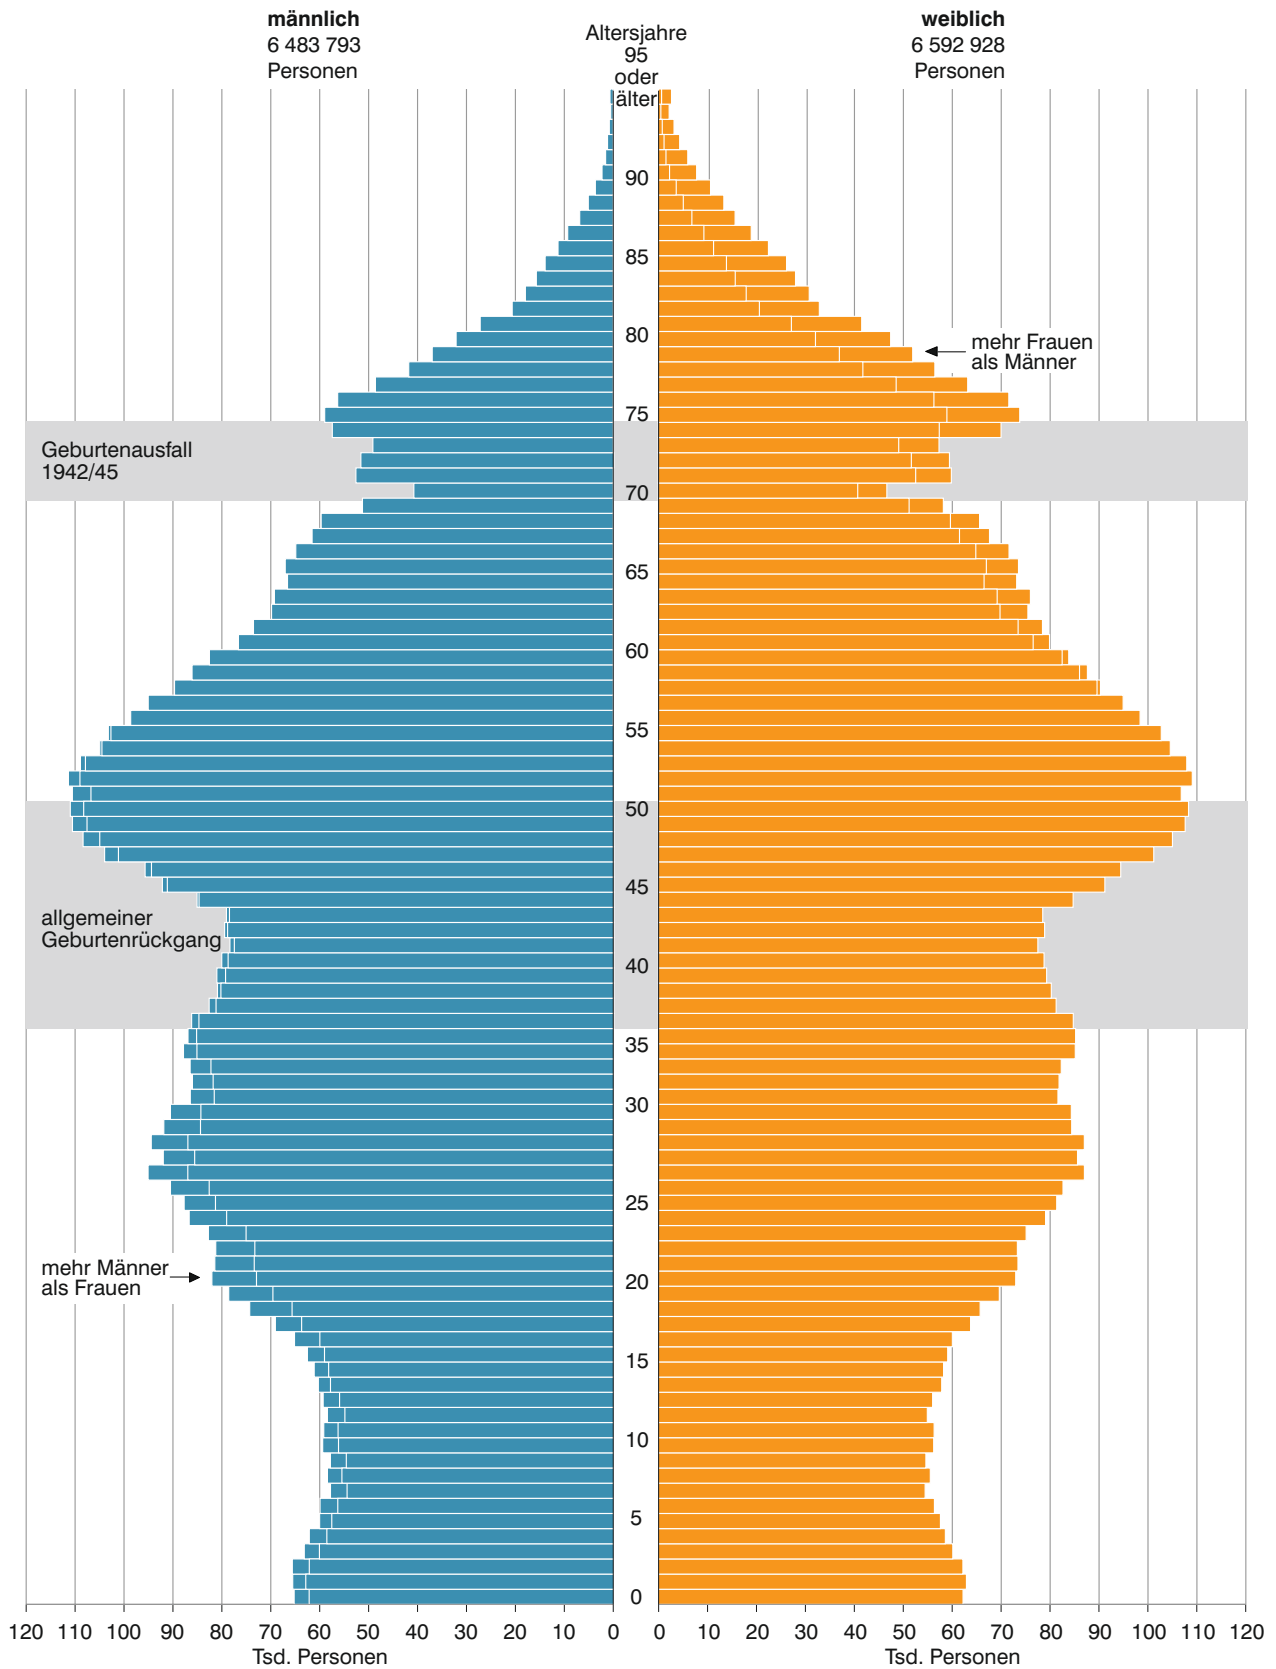 männlich
6 483 793
Personen
Altersjahre
95
oder
älter
weiblich
6 592 928
Personen
90
85
80
mehr Frauen
als Männer
75
Geburtenausfall
1942/45
70
65
60
55
50
45
allgemeiner
Geburtenrückgang
40
35
30
25
mehr Männer
als Frauen
20
15
10
5
0
120 110 100 90 80 70 60 50 40 30 20 10 0
0 10 20 30 40 50 60 70 80 90 100 110 120
Tsd. Personen
Tsd. Personen